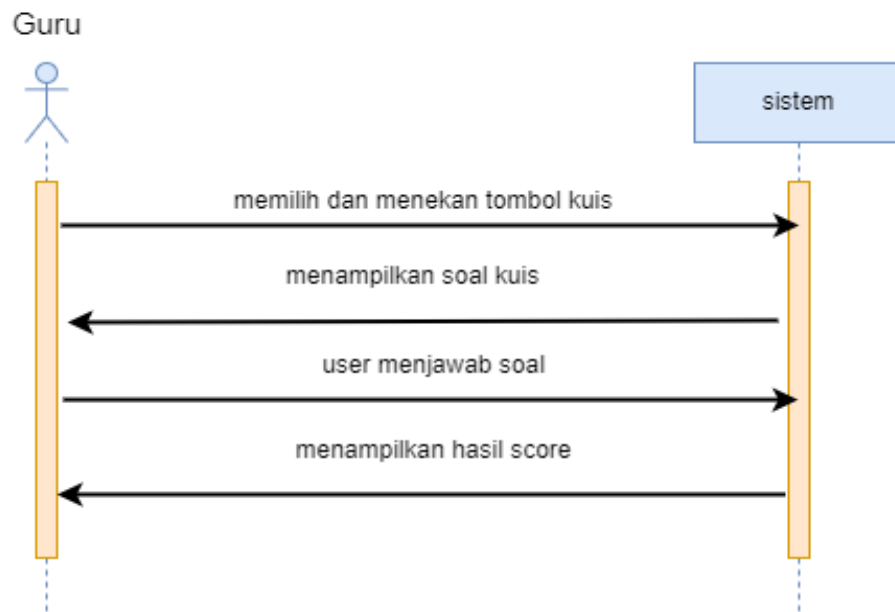 Guru
sistem
memilih dan menekan tombol kuis
menampilkan soal kuis
user menjawab soal
menampilkan hasil score